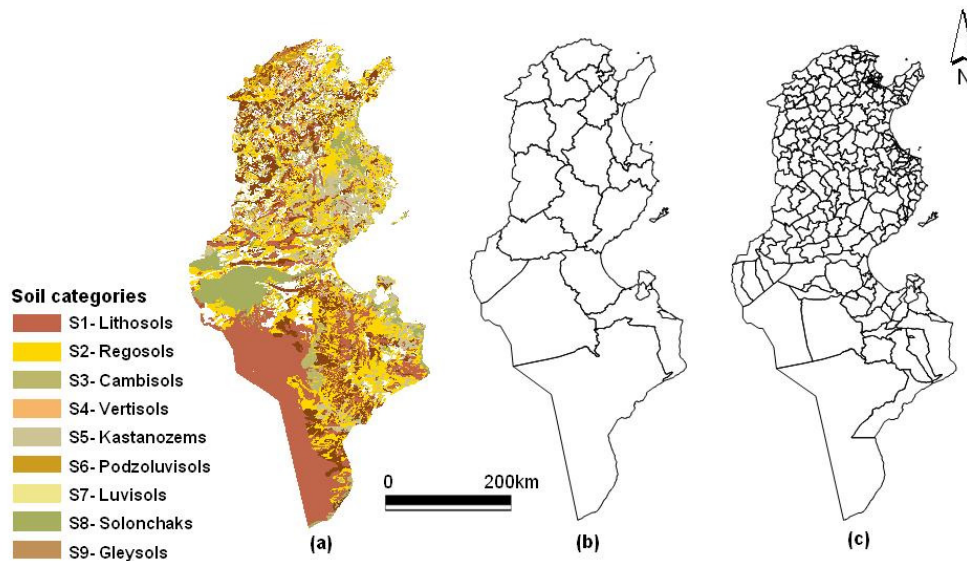 N
Soil categories
S1- Lithosols
S2- Regosols
S3- Cambisols
S4- Vertisols
S5- Kastanozems
S6- Podzoluvisols
S7- Luvisols
S8- Solonchaks
S9- Gleysols
0 200km
(a)
(b)
(c)